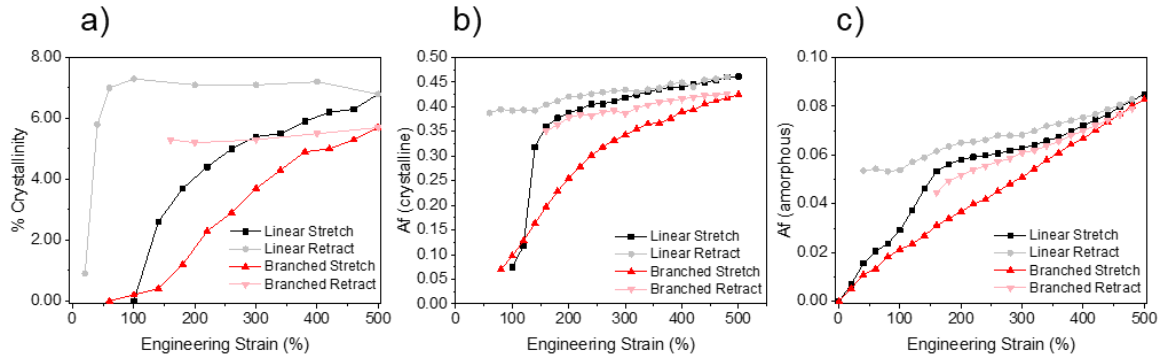 a)
% Crystallinity
8.00
6.00
4.00
2.00
0.00
0 100 200 300 400 500
Engineering Strain (%)
Linear Stretch
Linear Retract
Branched Stretch
Branched Retract
b)
Af (crystalline)
0.50
0.45
0.40
0.35
0.30
0.25
0.20
0.15
0.10
0.05
0.00
0 100 200 300 400 500
Engineering Strain (%)
Linear Stretch
Linear Retract
Branched Stretch
Branched Retract
c)
Af (amorphous)
0.10
0.08
0.06
0.04
0.02
0.00
0 100 200 300 400 500
Engineering Strain (%)
Linear Stretch
Linear Retract
Branched Stretch
Branched Retract